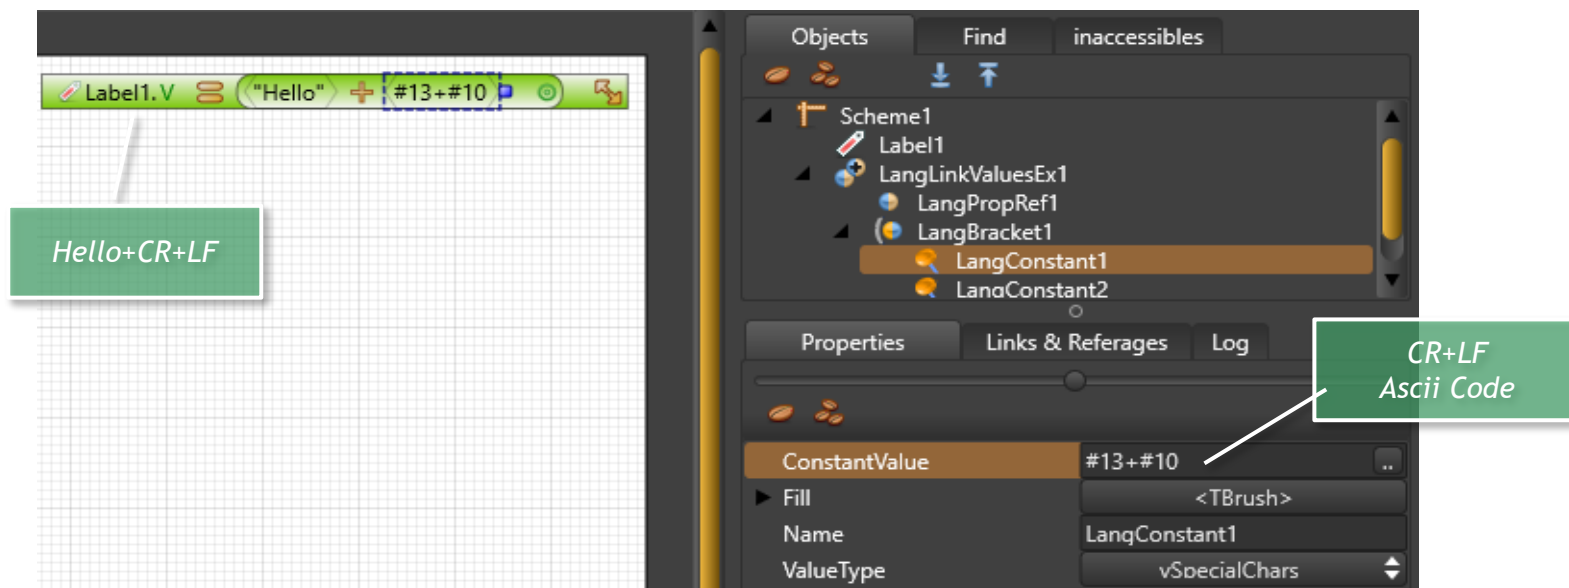 Label1.V = ("Hello" + #13+#10)
Hello+CR+LF
Objects Find inaccessibles
Scheme1
Label1
LangLinkValuesEx1
LangPropRef1
LangBracket1
LangConstant1
LangConstant2
Properties Links & Referages Log
CR+LF
Ascii Code
ConstantValue #13+#10 ..
Fill <TBrush>
Name LangConstant1
ValueType vSpecialChars